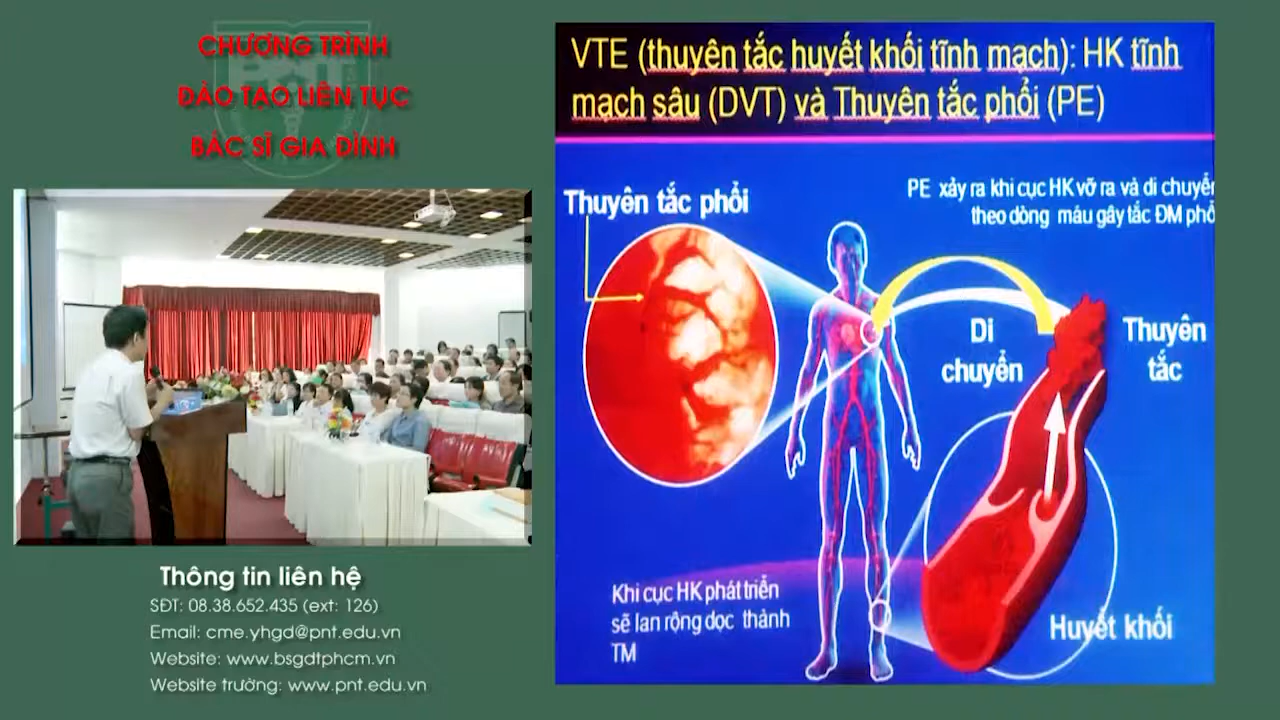 CHƯƠNG TRÌNH
ĐÀO TẠO LIÊN TỤC
BÁC SĨ GIA ĐÌNH
PNT
Thông tin liên hệ
SĐT: 08.38.652.435 (ext: 126)
Email: cme.yhgd@pnt.edu.vn
Website: www.bsgdtphcm.vn
Website trường: www.pnt.edu.vn
VTE (thuyên tắc huyết khối tĩnh mạch): HK tĩnh
mạch sâu (DVT) và Thuyên tắc phổi (PE)
Thuyên tắc phổi
PE xảy ra khi cục HK vỡ ra và di chuyển
theo dòng máu gây tắc ĐM phổ
Di
chuyển
Thuyên
tắc
Khi cục HK phát triển
sẽ lan rộng dọc thành
TM
Huyết khối